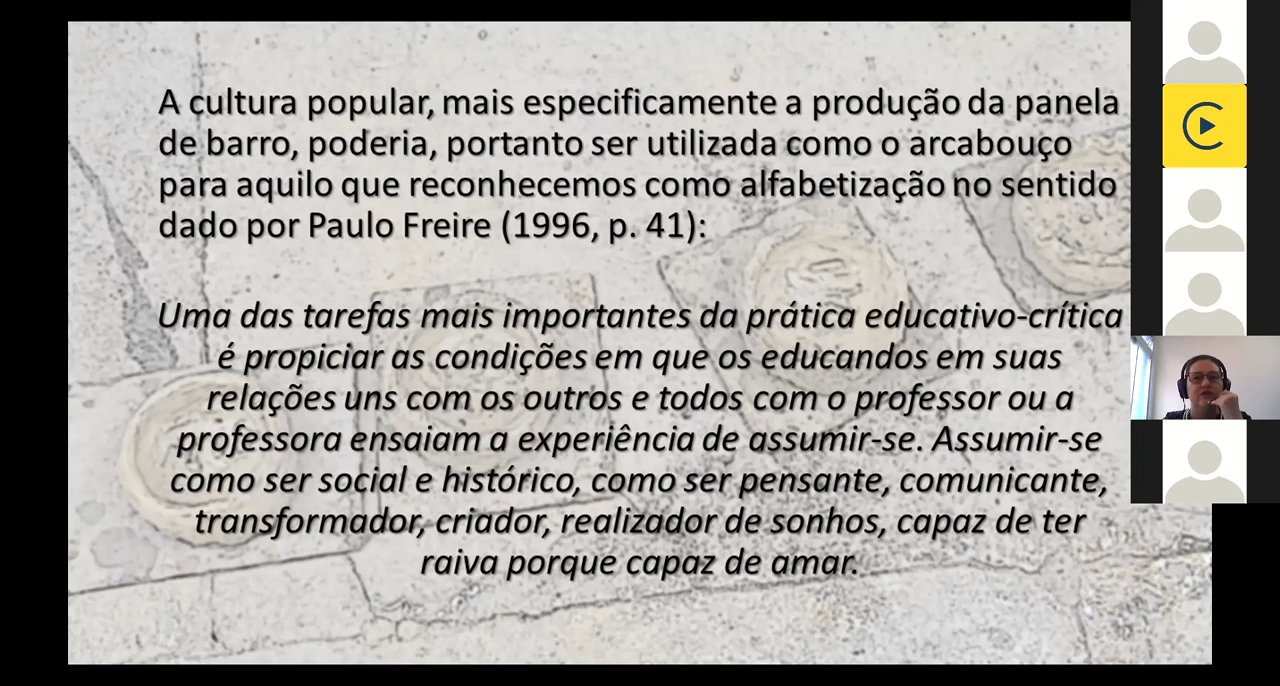 A cultura popular, mais especificamente a produção da panela
de barro, poderia, portanto ser utilizada como o arcabouço
para aquilo que reconhecemos como alfabetização no sentido
dado por Paulo Freire (1996, p. 41):
Uma das tarefas mais importantes da prática educativo-crítica
é propiciar as condições em que os educandos em suas
relações uns com os outros e todos com o professor ou a
professora ensaiam a experiência de assumir-se. Assumir-se
como ser social e histórico, como ser pensante, comunicante,
transformador, criador, realizador de sonhos, capaz de ter
raiva porque capaz de amar.